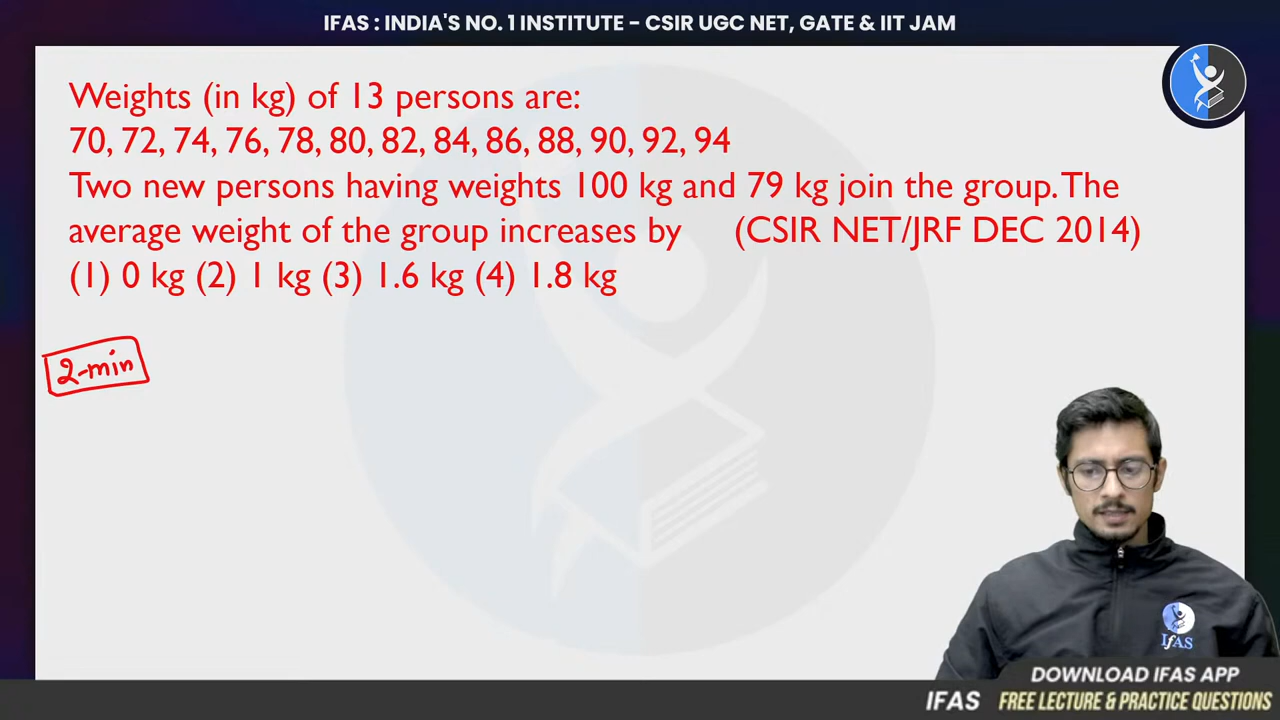 IFAS : INDIA'S NO. 1 INSTITUTE – CSIR UGC NET, GATE & IIT JAM
Weights (in kg) of 13 persons are:
70, 72, 74, 76, 78, 80, 82, 84, 86, 88, 90, 92, 94
Two new persons having weights 100 kg and 79 kg join the group. The
average weight of the group increases by (CSIR NET/JRF DEC 2014)
(1) 0 kg (2) 1 kg (3) 1.6 kg (4) 1.8 kg
2-min
IFAS
DOWNLOAD IFAS APP
IFAS FREE LECTURE & PRACTICE QUESTIONS